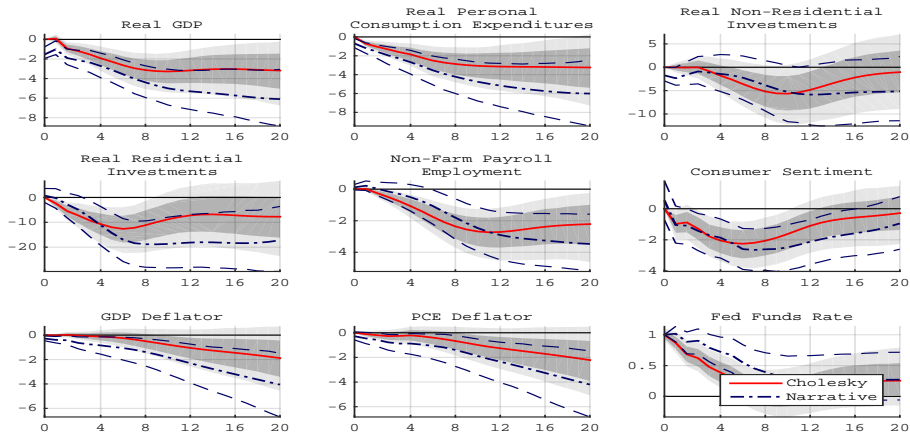 Real GDP
Real Personal
Consumption Expenditures
Real Non-Residential
Investments
0
-2
-4
-6
-8
0 4 8 12 16 20
0
-2
-4
-6
-8
0 4 8 12 16 20
5
0
-5
-10
0 4 8 12 16 20
Real Residential
Investments
Non-Farm Payroll
Employment
Consumer Sentiment
0
-10
-20
0 4 8 12 16 20
0
-2
-4
0 4 8 12 16 20
0
-2
-4
0 4 8 12 16 20
GDP Deflator
PCE Deflator
Fed Funds Rate
0
-2
-4
-6
0 4 8 12 16 20
0
-2
-4
-6
0 4 8 12 16 20
1
0.5
0
Cholesky
Narrative
0 4 8 12 16 20